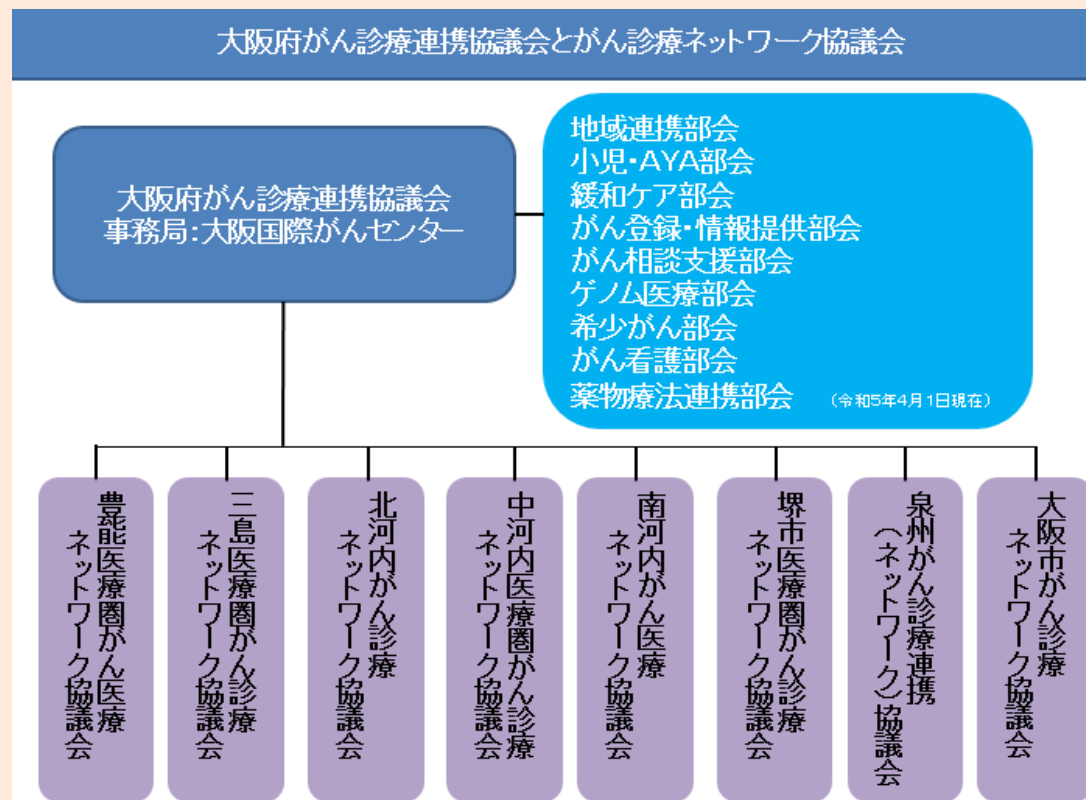 大阪府がん診療連携協議会とがん診療ネットワーク協議会
大阪府がん診療連携協議会
事務局:大阪国際がんセンター
地域連携部会
小児・AYA部会
緩和ケア部会
がん登録・情報提供部会
がん相談支援部会
ゲノム医療部会
希少がん部会
がん看護部会
薬物療法連携部会 (令和5年4月1日現在)
豊能医療圏がん医療
ネットワーク協議会
三島医療圏がん診療
ネットワーク協議会
北河内がん診療
ネットワーク協議会
中河内医療圏がん診療
ネットワーク協議会
南河内がん医療
ネットワーク協議会
堺市医療圏がん診療
ネットワーク協議会
泉州がん診療連携
(ネットワーク)協議会
大阪市がん診療
ネットワーク協議会